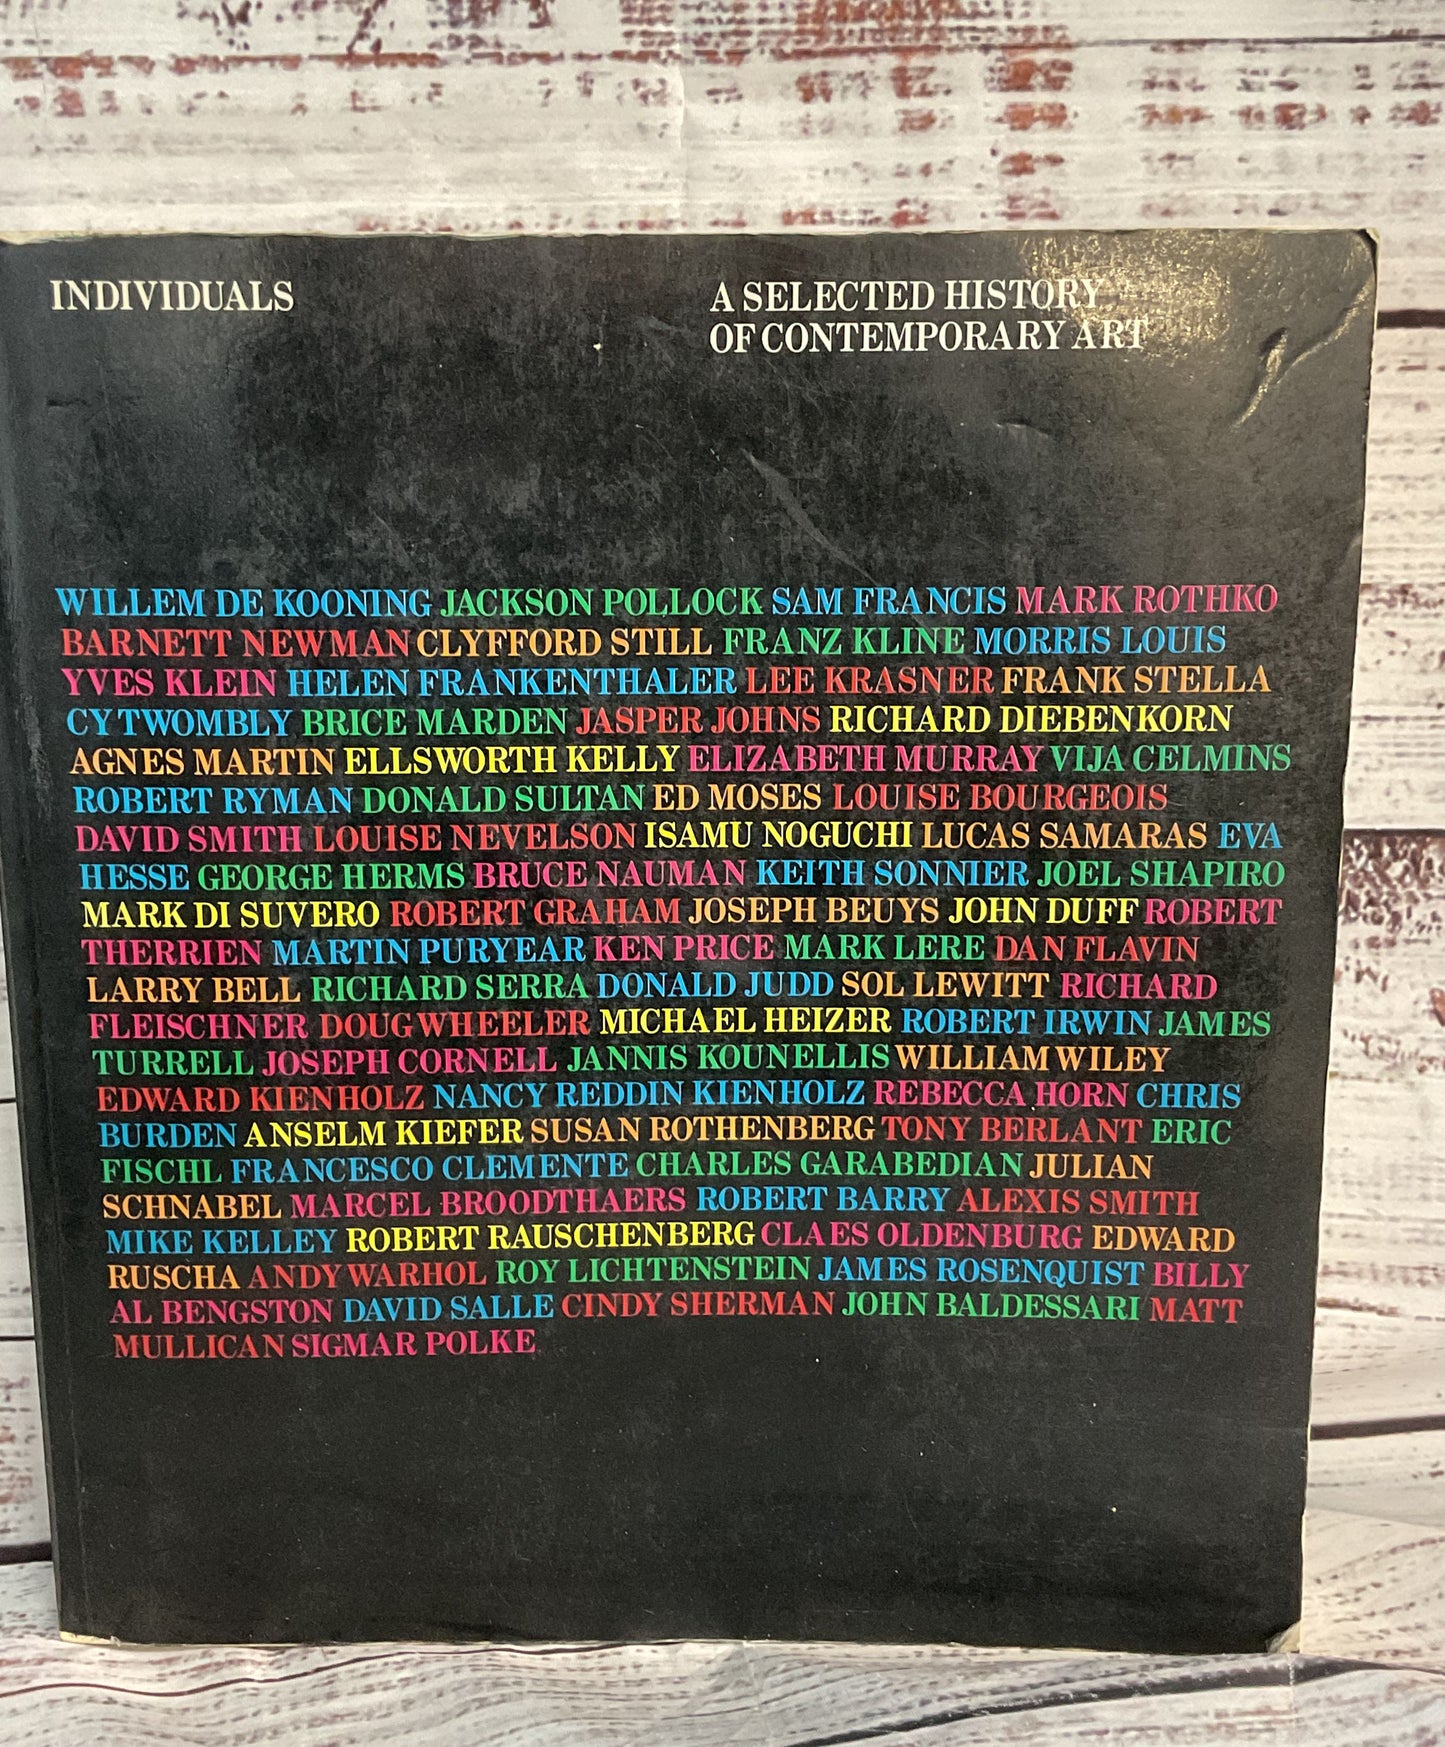 INDIVIDUALS
A SELECTED HISTORY
OF CONTEMPORARY ART
WILLEM DE KOONING JACKSON POLLOCK SAM FRANCIS MARK ROTHKO
BARNETT NEWMAN CLYFFORD STILL FRANZ KLINE MORRIS LOUIS
YVES KLEIN HELEN FRANKENTHALER LEE KRASNER FRANK STELLA
CY TWOMBLY BRICE MARDEN JASPER JOHNS RICHARD DIEBENKORN
AGNES MARTIN ELLSWORTH KELLY ELIZABETH MURRAY VIJA CELMINS
ROBERT RYMAN DONALD SULTAN ED MOSES LOUISE BOURGEOIS
DAVID SMITH LOUISE NEVELSON ISAMU NOGUCHI LUCAS SAMARAS EVA
HESSE GEORGE HERMS BRUCE NAUMAN KEITH SONNIER JOEL SHAPIRO
MARK DI SUVERO ROBERT GRAHAM JOSEPH BEUYS JOHN DUFF ROBERT
THERRIEN MARTIN PURYEAR KEN PRICE MARK LERE DAN FLAVIN
LARRY BELL RICHARD SERRA DONALD JUDD SOL LEWITT RICHARD
FLEISCHNER DOUG WHEELER MICHAEL HEIZER ROBERT IRWIN JAMES
TURRELL JOSEPH CORNELL JANNIS KOUNELLIS WILLIAM WILEY
EDWARD KIENHOLZ NANCY REDDIN KIENHOLZ REBECCA HORN CHRIS
BURDEN ANSELM KIEFER SUSAN ROTHENBERG TONY BERLANT ERIC
FISCHL FRANCESCO CLEMENTE CHARLES GARABEDIAN JULIAN
SCHNABEL MARCEL BROODTHAERS ROBERT BARRY ALEXIS SMITH
MIKE KELLEY ROBERT RAUSCHENBERG CLAES OLDENBURG EDWARD
RUSCHA ANDY WARHOL ROY LICHTENSTEIN JAMES ROSENQUIST BILLY
AL BENGSTON DAVID SALLE CINDY SHERMAN JOHN BALDESSARI MATT
MULLICAN SIGMAR POLKE